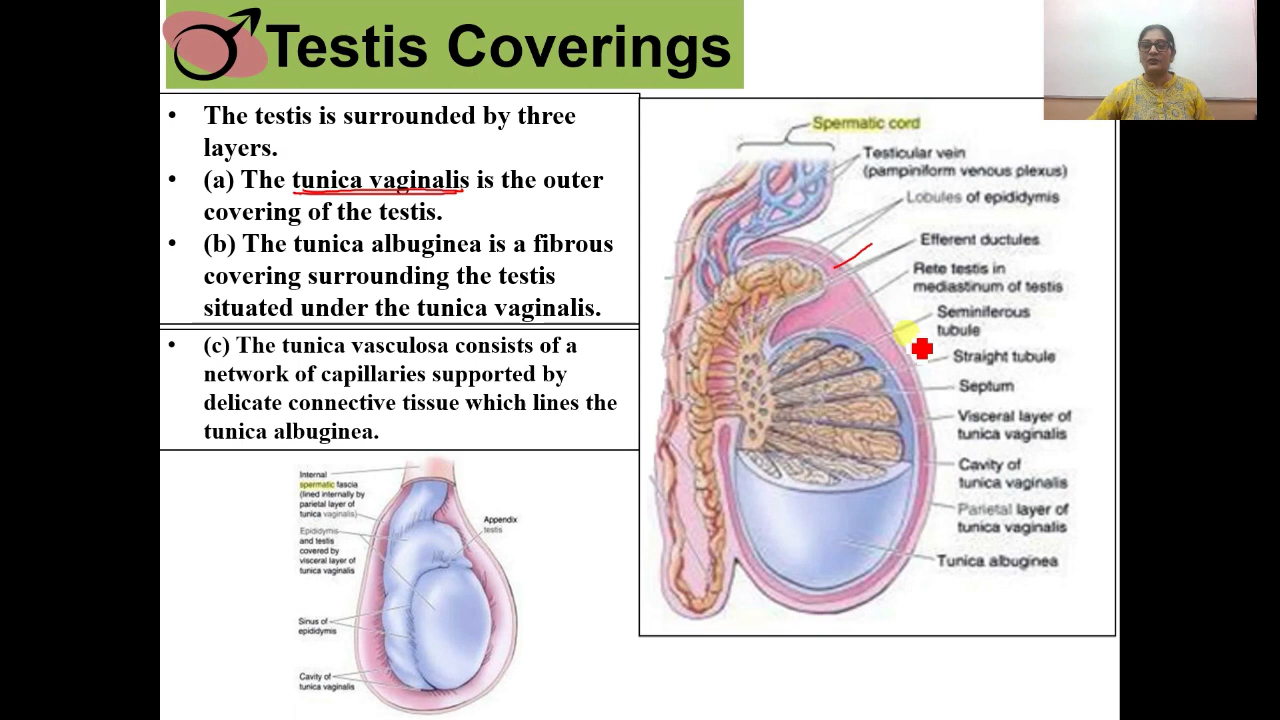 Testis Coverings
• The testis is surrounded by three
layers.
• (a) The tunica vaginalis is the outer
covering of the testis.
• (b) The tunica albuginea is a fibrous
covering surrounding the testis
situated under the tunica vaginalis.
• (c) The tunica vasculosa consists of a
network of capillaries supported by
delicate connective tissue which lines the
tunica albuginea.
Internal
spermatic fascia
(lined internally by
parietal layer of
tunica vaginalis)
Epididymis
and testis
covered by
visceral layer of
tunica vaginalis
Sinus of
epididymis
Cavity of
tunica vaginalis
Appendix
testis
Spermatic cord
Testicular vein
(pampiniform venous plexus)
Lobules of epididymis
Efferent ductules
Rete testis in
mediastinum of testis
Seminiferous
tubule
Straight tubule
Septum
Visceral layer of
tunica vaginalis
Cavity of
tunica vaginalis
Parietal layer of
tunica vaginalis
Tunica albuginea